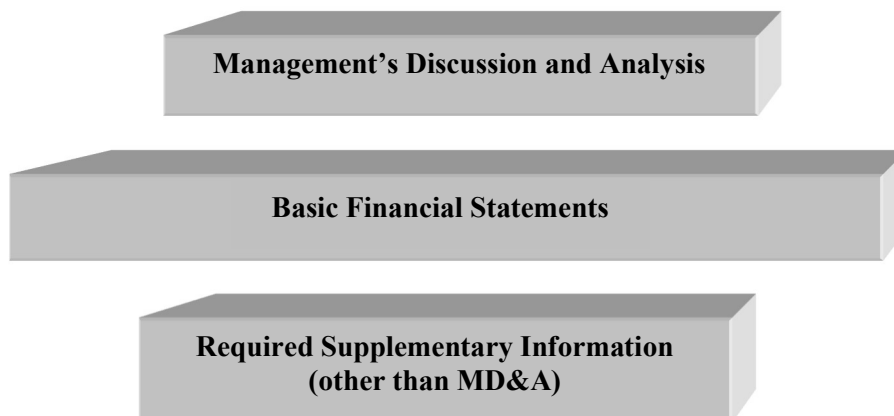 Management’s Discussion and Analysis
Basic Financial Statements
Required Supplementary Information
(other than MD&A)